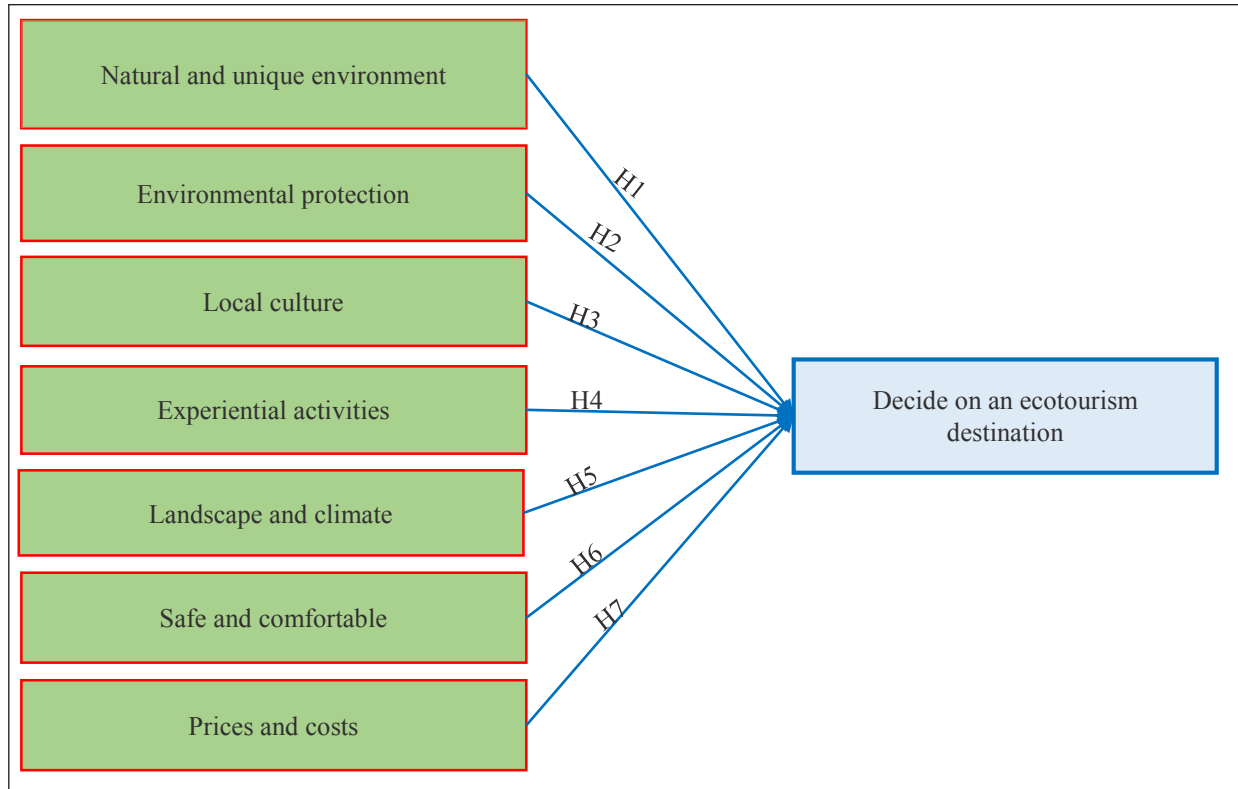 Natural and unique environment
Environmental protection
Local culture
Experiential activities
Landscape and climate
Safe and comfortable
Prices and costs
H1
H2
H3
H4
H5
H6
H7
Decide on an ecotourism
destination